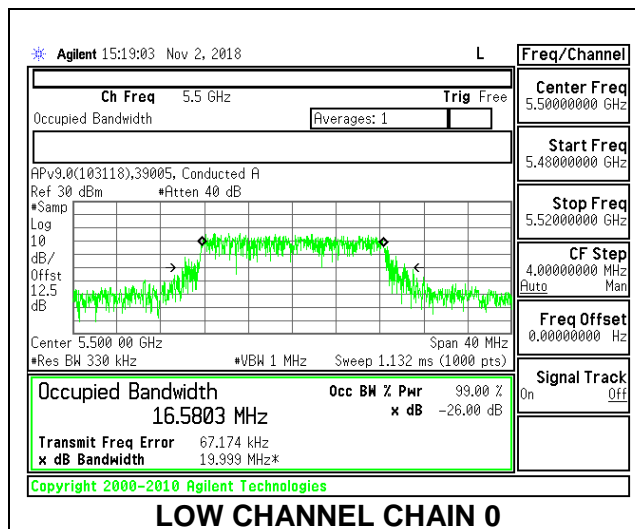 Agilent 15:19:03 Nov 2, 2018 L Freq/Channel
Ch Freq 5.5 GHz Trig Free
Occupied Bandwidth Averages: 1
APv9.0(103118),39005, Conducted A
Ref 30 dBm #Atten 40 dB
#Samp
Log
10
dB/
Offst
12.5
dB
Center 5.500 00 GHz Span 40 MHz
#Res BW 330 kHz #VBW 1 MHz Sweep 1.132 ms (1000 pts)
Occupied Bandwidth Occ BW % Pwr 99.00 %
16.5803 MHz x dB -26.00 dB
Transmit Freq Error 67.174 kHz
x dB Bandwidth 19.999 MHz*
Center Freq
5.50000000 GHz
Start Freq
5.48000000 GHz
Stop Freq
5.52000000 GHz
CF Step
4.00000000 MHz
Auto Man
Freq Offset
0.00000000 Hz
Signal Track
On Off
Copyright 2000-2010 Agilent Technologies
LOW CHANNEL CHAIN 0